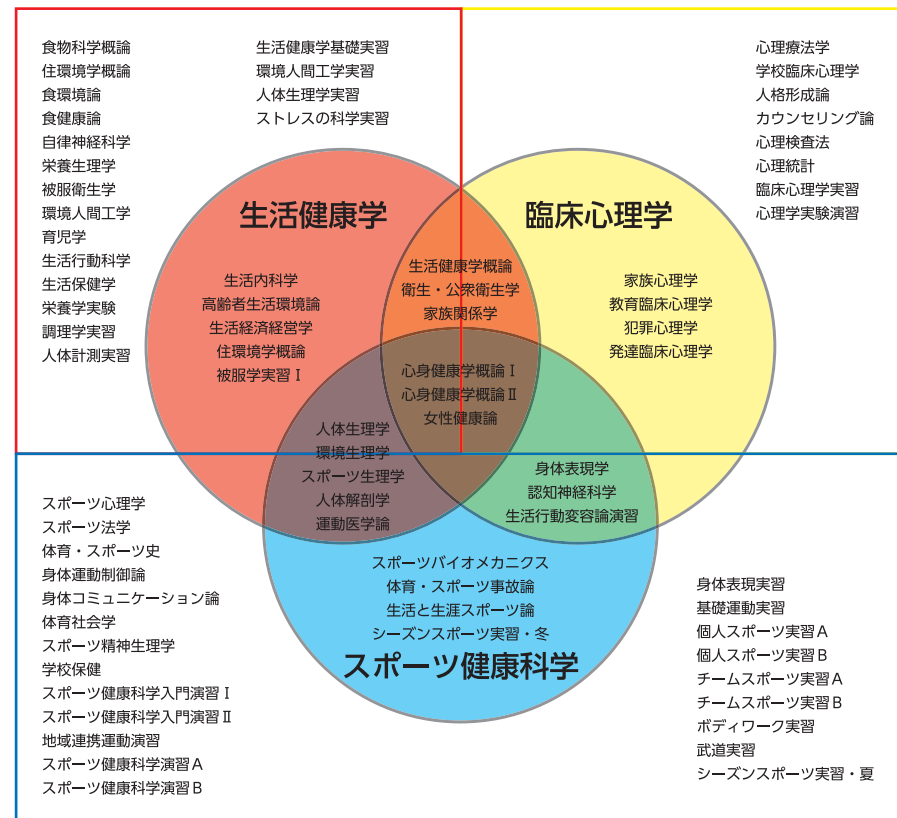 食物科学概論
住環境学概論
食環境論
食健康論
自律神経科学
栄養生理学
被服衛生学
環境人間工学
育児学
生活行動科学
生活保健学
栄養学実験
調理学実習
人体計測実習
生活健康学基礎実習
環境人間工学実習
人体生理学実習
ストレスの科学実習
心理療法学
学校臨床心理学
人格形成論
カウンセリング論
心理検査法
心理統計
臨床心理学実習
心理学実験演習
生活健康学
生活内科学
高齢者生活環境論
生活経済経営学
住環境学概論
被服学実習Ⅰ
生活健康学概論
衛生・公衆衛生学
家族関係学
臨床心理学
家族心理学
教育臨床心理学
犯罪心理学
発達臨床心理学
心身健康学概論Ⅰ
心身健康学概論Ⅱ
女性健康論
人体生理学
環境生理学
スポーツ生理学
人体解剖学
運動医学論
身体表現学
認知神経科学
生活行動変容論演習
スポーツバイオメカニクス
体育・スポーツ事故論
生活と生涯スポーツ論
シーズンスポーツ実習・冬
スポーツ健康科学
スポーツ心理学
スポーツ法学
体育・スポーツ史
身体運動制御論
身体コミュニケーション論
体育社会学
スポーツ精神生理学
学校保健
スポーツ健康科学入門演習Ⅰ
スポーツ健康科学入門演習Ⅱ
地域連携運動演習
スポーツ健康科学演習A
スポーツ健康科学演習B
身体表現実習
基礎運動実習
個人スポーツ実習A
個人スポーツ実習B
チームスポーツ実習A
チームスポーツ実習B
ボディワーク実習
武道実習
シーズンスポーツ実習・夏